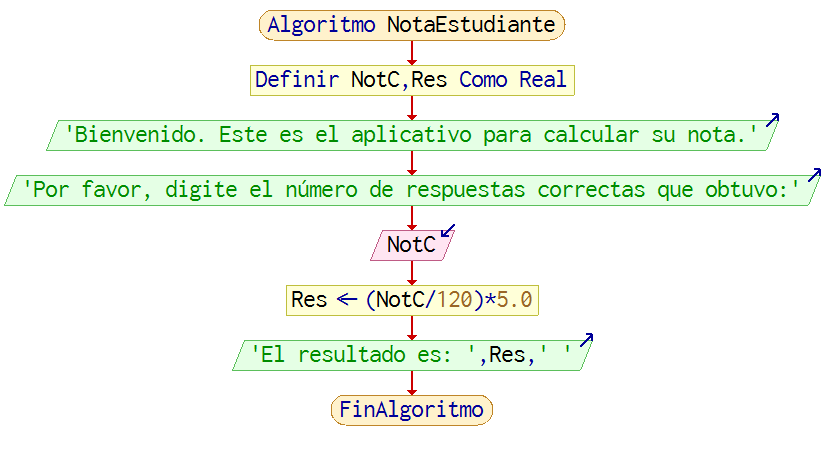 Algoritmo NotaEstudiante
Definir NotC,Res Como Real
'Bienvenido. Este es el aplicativo para calcular su nota.'
'Por favor, digite el número de respuestas correctas que obtuvo:'
NotC
Res ← (NotC/120)*5.0
'El resultado es: ',Res,' '
FinAlgoritmo